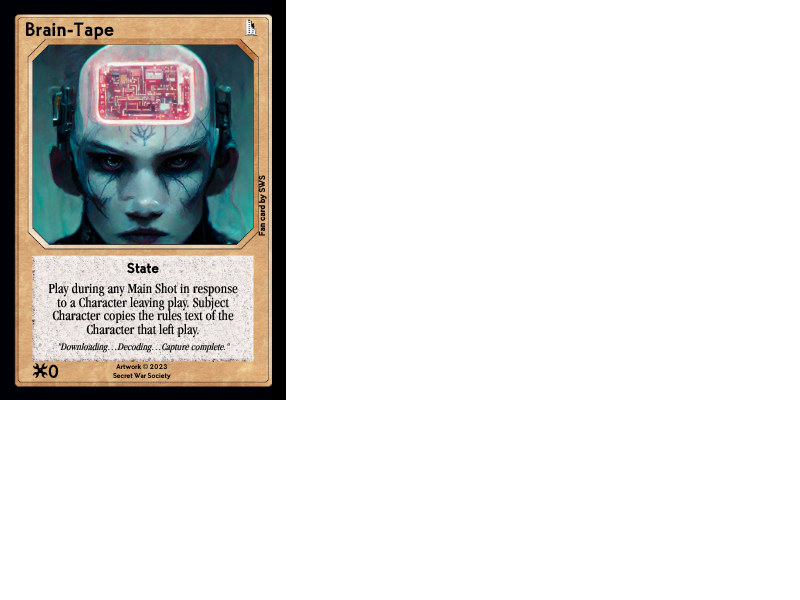 Brain-Tape
Fan card by SWS
State
Play during any Main Shot in response
to a Character leaving play. Subject
Character copies the rules text of the
Character that left play.
"Downloading...Decoding...Capture complete."
0
Artwork © 2023
Secret War Society